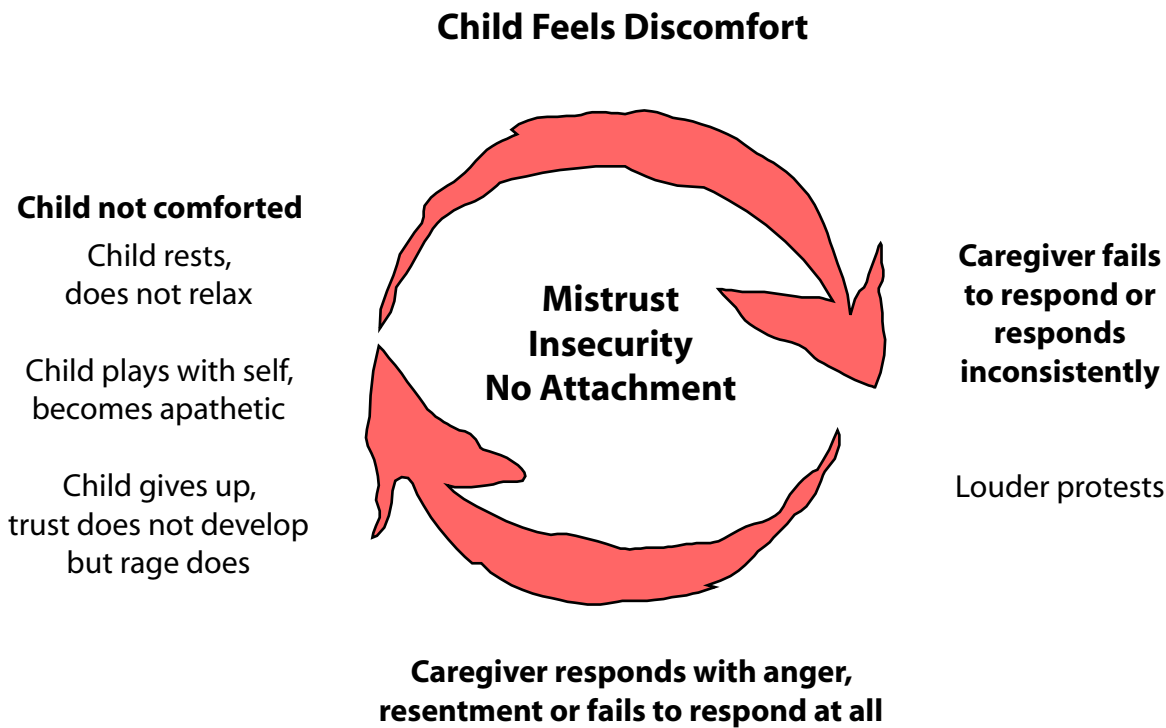 Child Feels Discomfort
Child not comforted
Child rests,
does not relax
Child plays with self,
becomes apathetic
Child gives up,
trust does not develop
but rage does
Mistrust
Insecurity
No Attachment
Caregiver fails
to respond or
responds
inconsistently
Louder protests
Caregiver responds with anger,
resentment or fails to respond at all